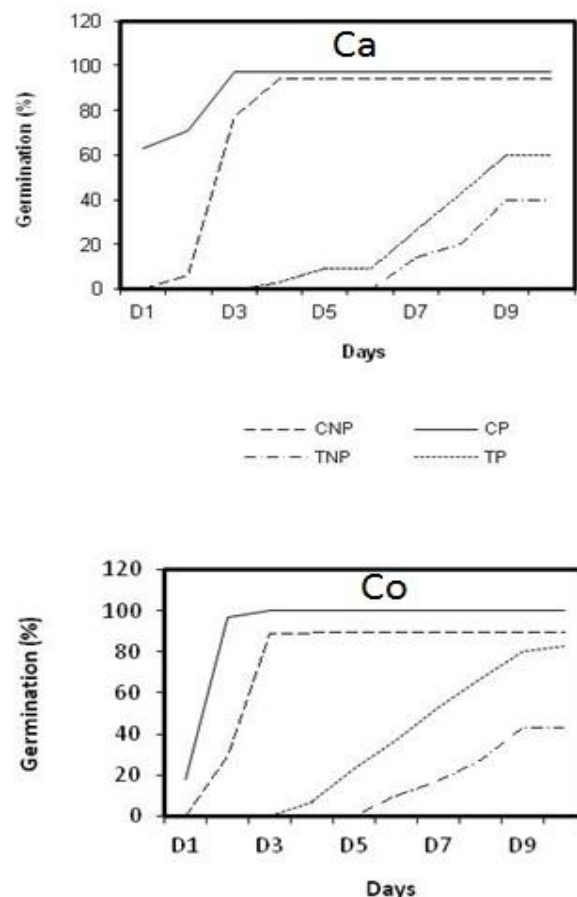 Ca
Germination (%)
120
100
80
60
40
20
0
D1 D3 D5 D7 D9
Days
CNP CP
TNP TP
Co
Germination (%)
120
100
80
60
40
20
0
D1 D3 D5 D7 D9
Days